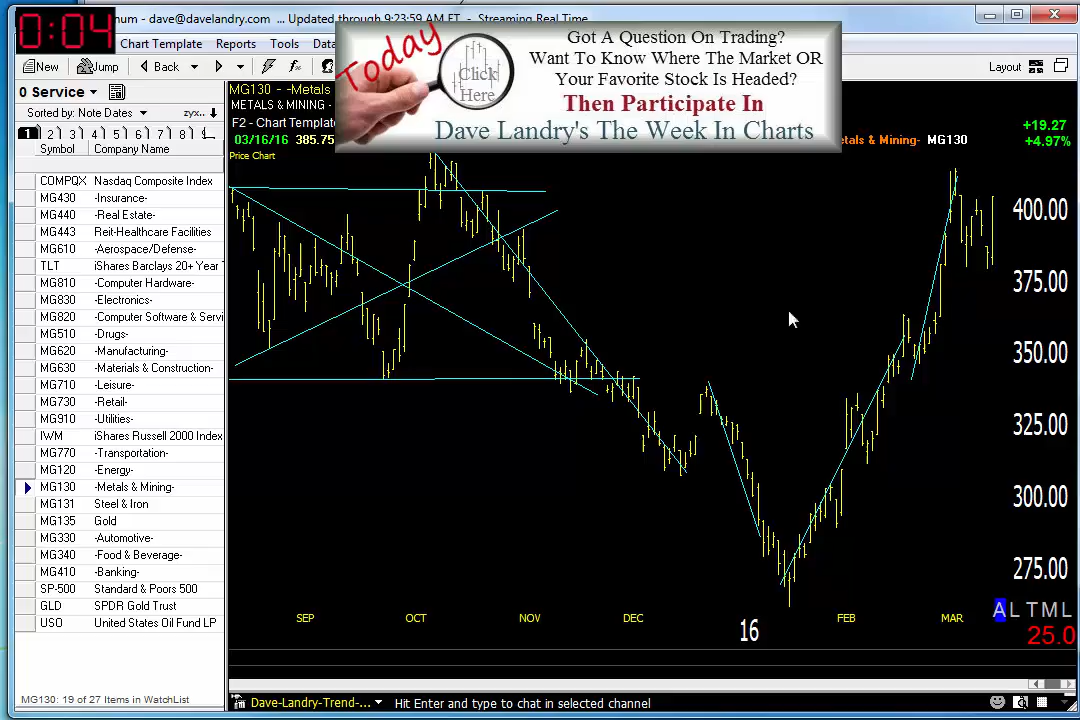 0:04
num - dave@davelandry.com ... Updated through 9:23:59 AM ET - Streaming Real Time
Chart Template Reports Tools Data
New Jump Back
Layout
Today
Click
Here
Got A Question On Trading?
Want To Know Where The Market OR
Your Favorite Stock Is Headed?
Then Participate In
Dave Landry's The Week In Charts
0 Service
Sorted by: Note Dates zyx..
1 2 3 4 5 6 7 8
Symbol Company Name
MG130 - -Metals
METALS & MINING -
F2 - Chart Template
03/16/16 385.75
Price Chart
etals & Mining- MG130
+19.27
+4.97%
COMPQX Nasdaq Composite Index
MG430 -Insurance-
MG440 -Real Estate-
MG443 Reit-Healthcare Facilities
MG610 -Aerospace/Defense-
TLT iShares Barclays 20+ Year T
MG810 -Computer Hardware-
MG830 -Electronics-
MG820 -Computer Software & Servi
MG510 -Drugs-
MG620 -Manufacturing-
MG630 -Materials & Construction-
MG710 -Leisure-
MG730 -Retail-
MG910 -Utilities-
IWM iShares Russell 2000 Index
MG770 -Transportation-
MG120 -Energy-
MG130 -Metals & Mining-
MG131 Steel & Iron
MG135 Gold
MG330 -Automotive-
MG340 -Food & Beverage-
MG410 -Banking-
SP-500 Standard & Poors 500
GLD SPDR Gold Trust
USO United States Oil Fund LP
400.00
375.00
350.00
325.00
300.00
275.00
A L T M L
25.0
SEP OCT NOV DEC 16 FEB MAR
MG130: 19 of 27 Items in WatchList
Dave-Landry-Trend-... Hit Enter and type to chat in selected channel